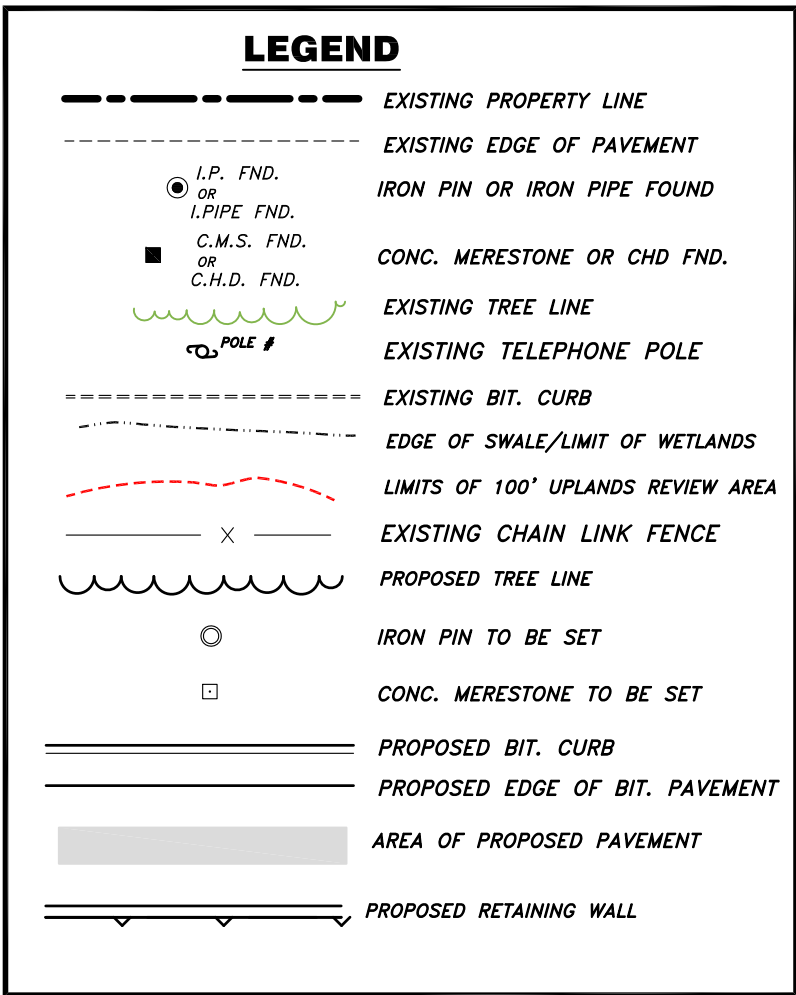 LEGEND
EXISTING PROPERTY LINE
EXISTING EDGE OF PAVEMENT
I.P. FND.
OR
I.PIPE FND.
IRON PIN OR IRON PIPE FOUND
C.M.S. FND.
OR
C.H.D. FND.
CONC. MERESTONE OR CHD FND.
EXISTING TREE LINE
POLE #
EXISTING TELEPHONE POLE
EXISTING BIT. CURB
EDGE OF SWALE/LIMIT OF WETLANDS
LIMITS OF 100' UPLANDS REVIEW AREA
X
EXISTING CHAIN LINK FENCE
PROPOSED TREE LINE
IRON PIN TO BE SET
CONC. MERESTONE TO BE SET
PROPOSED BIT. CURB
PROPOSED EDGE OF BIT. PAVEMENT
AREA OF PROPOSED PAVEMENT
PROPOSED RETAINING WALL